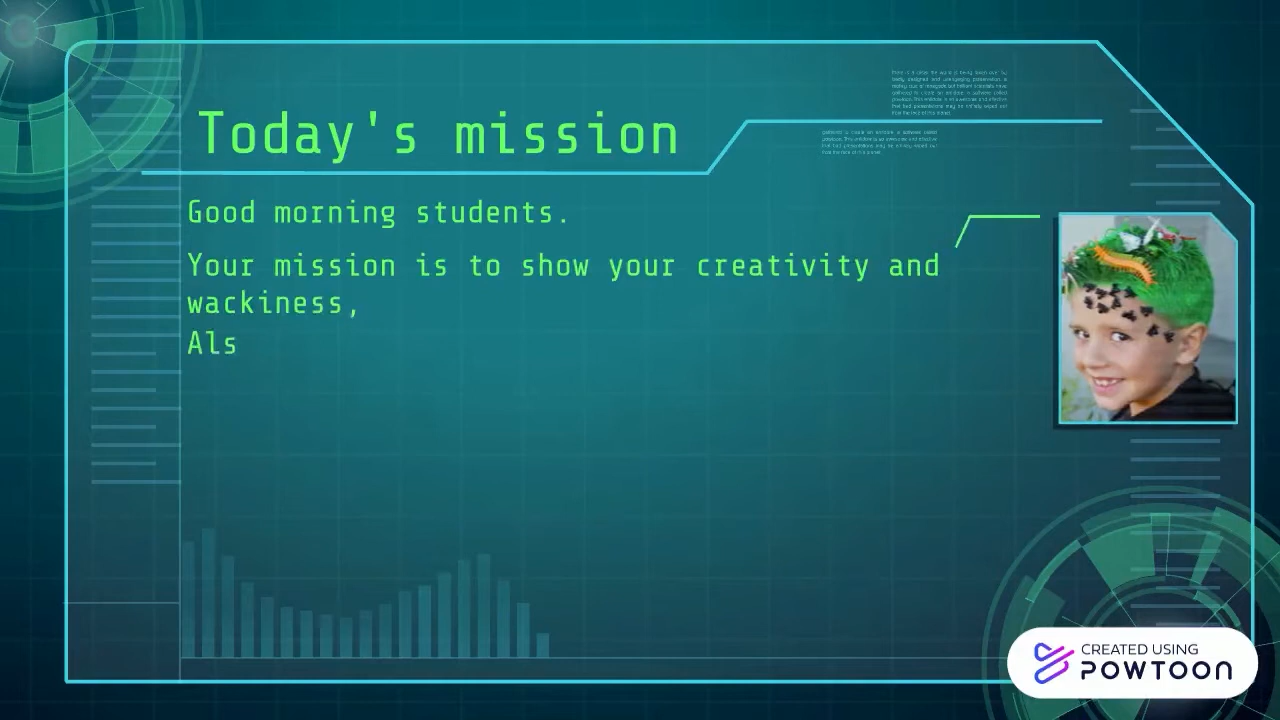 Today's mission
Good morning students.
Your mission is to show your creativity and
wackiness,
Als
CREATED USING
POWTOON